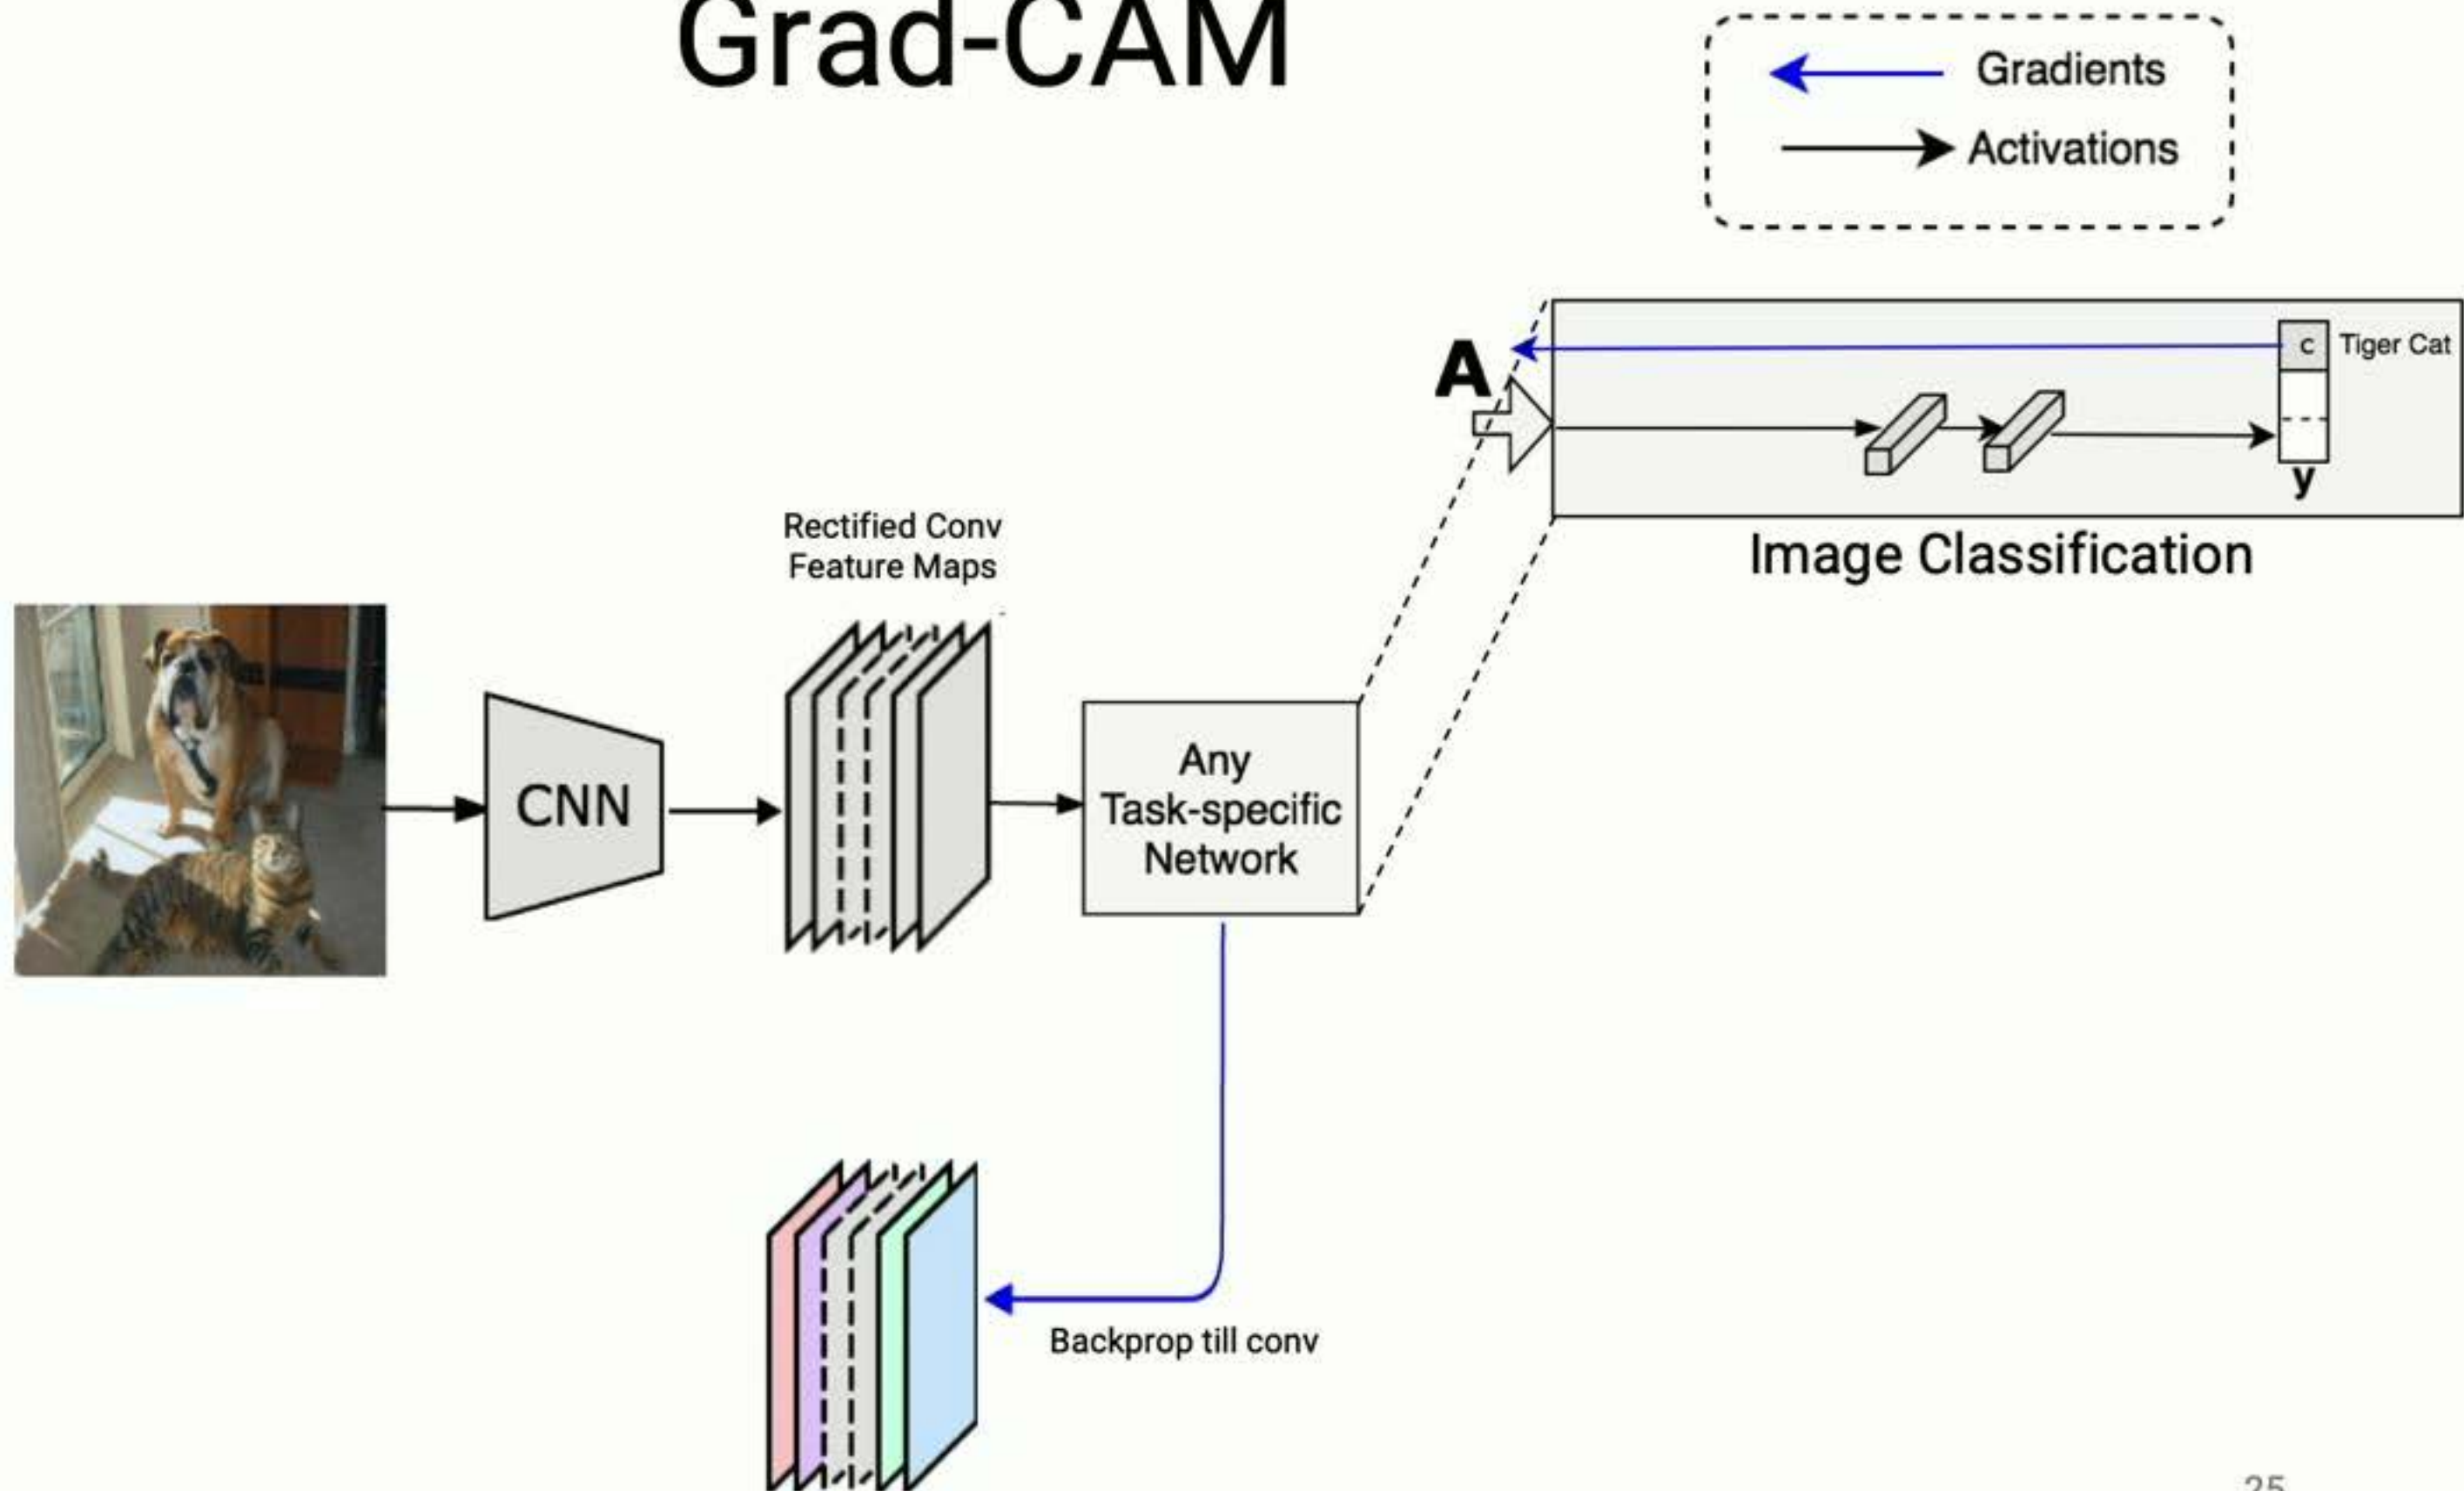 Grad-CAM
Gradients
Activations
A
c
Tiger Cat
y
Image Classification
Rectified Conv
Feature Maps
CNN
Any
Task-specific
Network
Backprop till conv
25